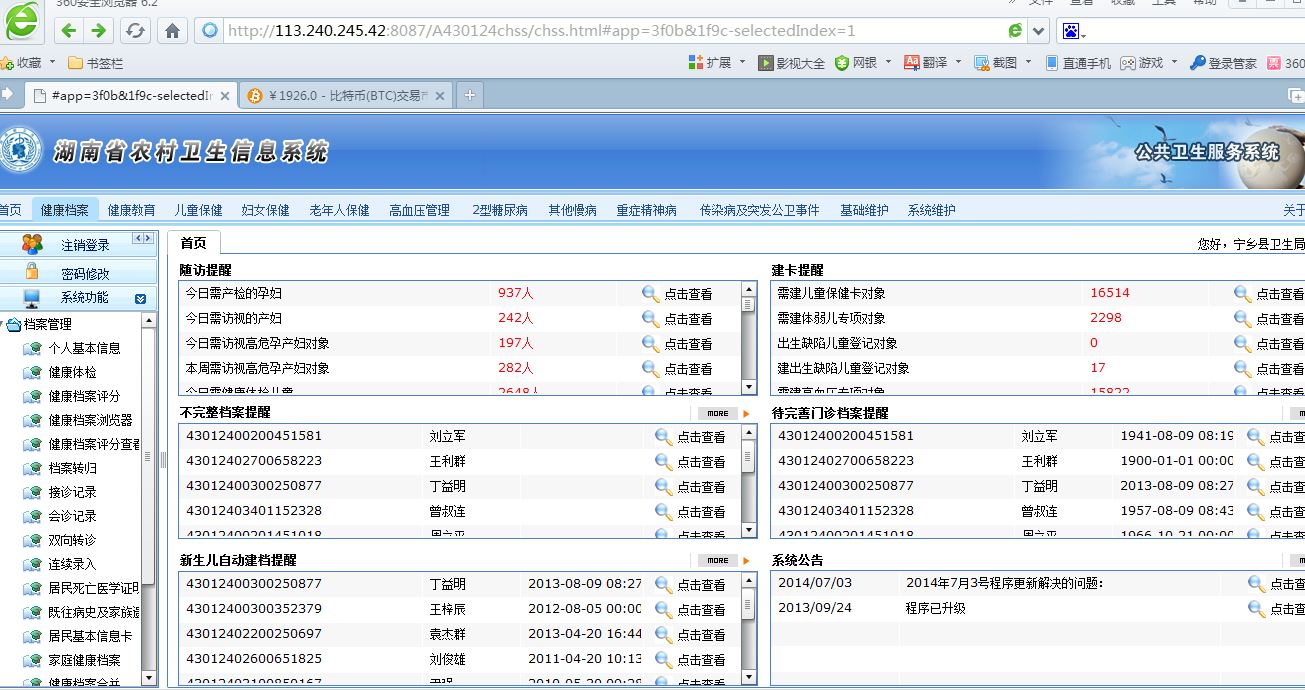 360安全浏览器 6.2 文件 查看 收藏 工具 帮助
http://113.240.245.42:8087/A430124chss/chss.html#app=3f0b&1f9c-selectedIndex=1
收藏 书签栏 扩展 影视大全 网银 翻译 截图 直通手机 游戏 登录管家 360
#app=3f0b&1f9c-selectedIn ¥1926.0 - 比特币(BTC)交易市
湖南省农村卫生信息系统 公共卫生服务系统
首页 健康档案 健康教育 儿童保健 妇女保健 老年人保健 高血压管理 2型糖尿病 其他慢病 重症精神病 传染病及突发公卫事件 基础维护 系统维护 关于
注销登录
密码修改
系统功能
档案管理
个人基本信息
健康体检
健康档案评分
健康档案浏览器
健康档案评分查看
档案转归
接诊记录
会诊记录
双向转诊
连续录入
居民死亡医学证明
既往病史及家族遗
居民基本信息卡
家庭健康档案
健康档案合并
首页 您好，宁乡县卫生局
随访提醒
今日需产检的孕妇 937人 点击查看
今日需访视的产妇 242人 点击查看
今日需访视高危孕产妇对象 197人 点击查看
本周需访视高危孕产妇对象 282人 点击查看
今日需健康体检儿童 2648人 点击查看
建卡提醒
需建儿童保健卡对象 16514 点击查看
需建体弱儿专项对象 2298 点击查看
出生缺陷儿童登记对象 0 点击查看
建出生缺陷儿童登记对象 17 点击查看
需建高血压专项对象 15822 点击查
不完整档案提醒 MORE
43012400200451581 刘立军 点击查看
43012402700658223 王利群 点击查看
43012400300250877 丁益明 点击查看
43012403401152328 曾叔连 点击查看
43012400201451018 周立平 点击查看
待完善门诊档案提醒
43012400200451581 刘立军 1941-08-09 08:19 点击查
43012402700658223 王利群 1900-01-01 00:00 点击查
43012400300250877 丁益明 2013-08-09 08:27 点击查
43012403401152328 曾叔连 1957-08-09 08:43 点击查
43012400201451018 周立平 1966-10-21 00:00 点击查
新生儿自动建档提醒 MORE
43012400300250877 丁益明 2013-08-09 08:27 点击查看
43012400300352379 王梓辰 2012-08-05 00:00 点击查看
43012402200250697 袁杰群 2013-04-20 16:44 点击查看
43012402600651825 刘俊雄 2011-04-20 10:13 点击查看
43012402100850167 2010-05-20 00:28 点击查看
系统公告
2014/07/03 2014年7月3号程序更新解决的问题： 点击查
2013/09/24 程序已升级 点击查